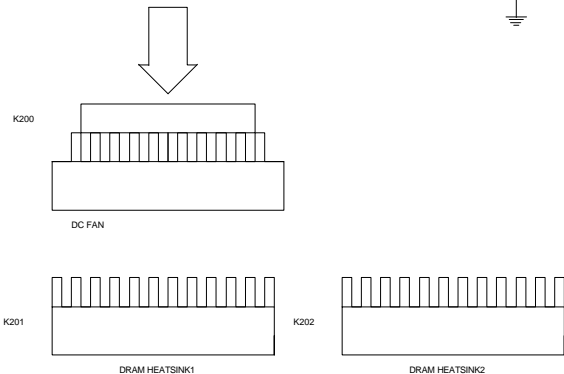 K200
DC FAN
K201
K202
DRAM HEATSINK1
DRAM HEATSINK2